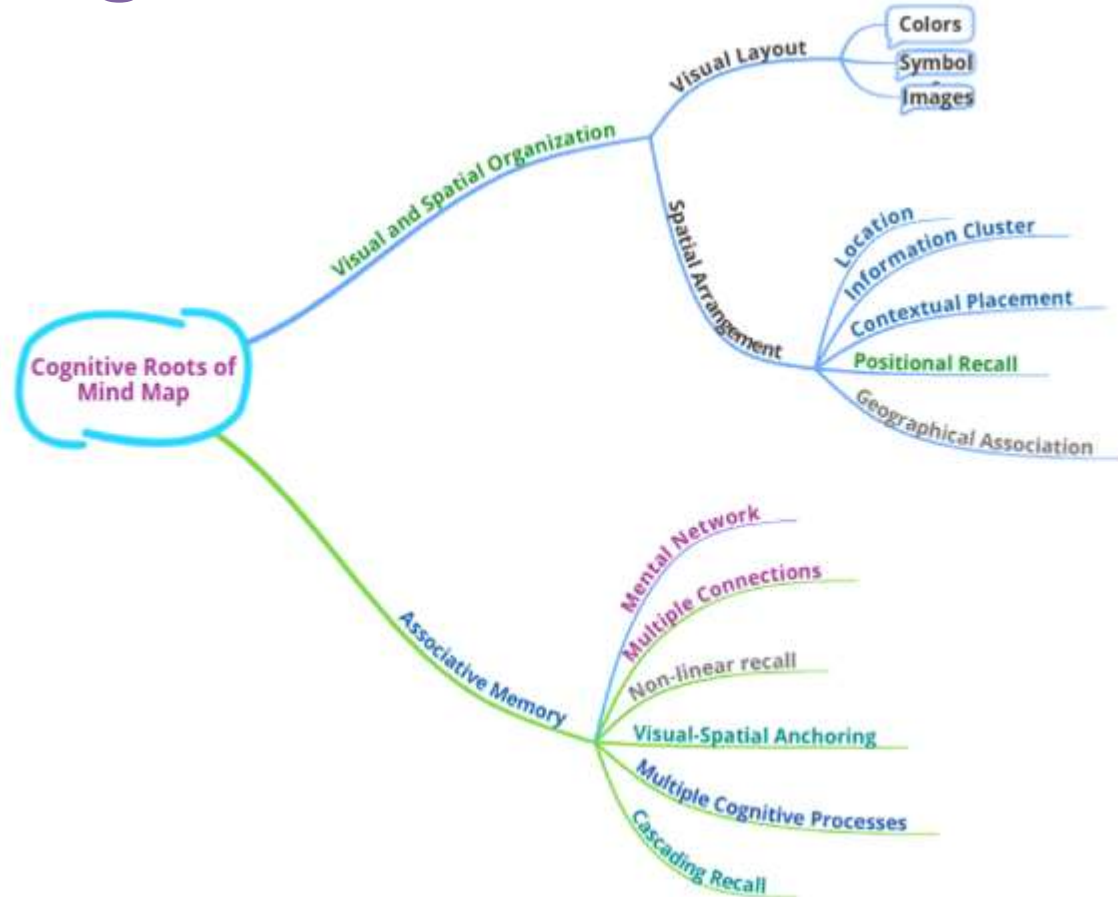 Colors
Visual Layout
Symbol
Images
Visual and Spatial Organization
Spatial Arrangement
Location
Information Cluster
Contextual Placement
Positional Recall
Geographical Association
Cognitive Roots of
Mind Map
Associative Memory
Mental Network
Multiple Connections
Non-linear recall
Visual-Spatial Anchoring
Multiple Cognitive Processes
Cascading Recall